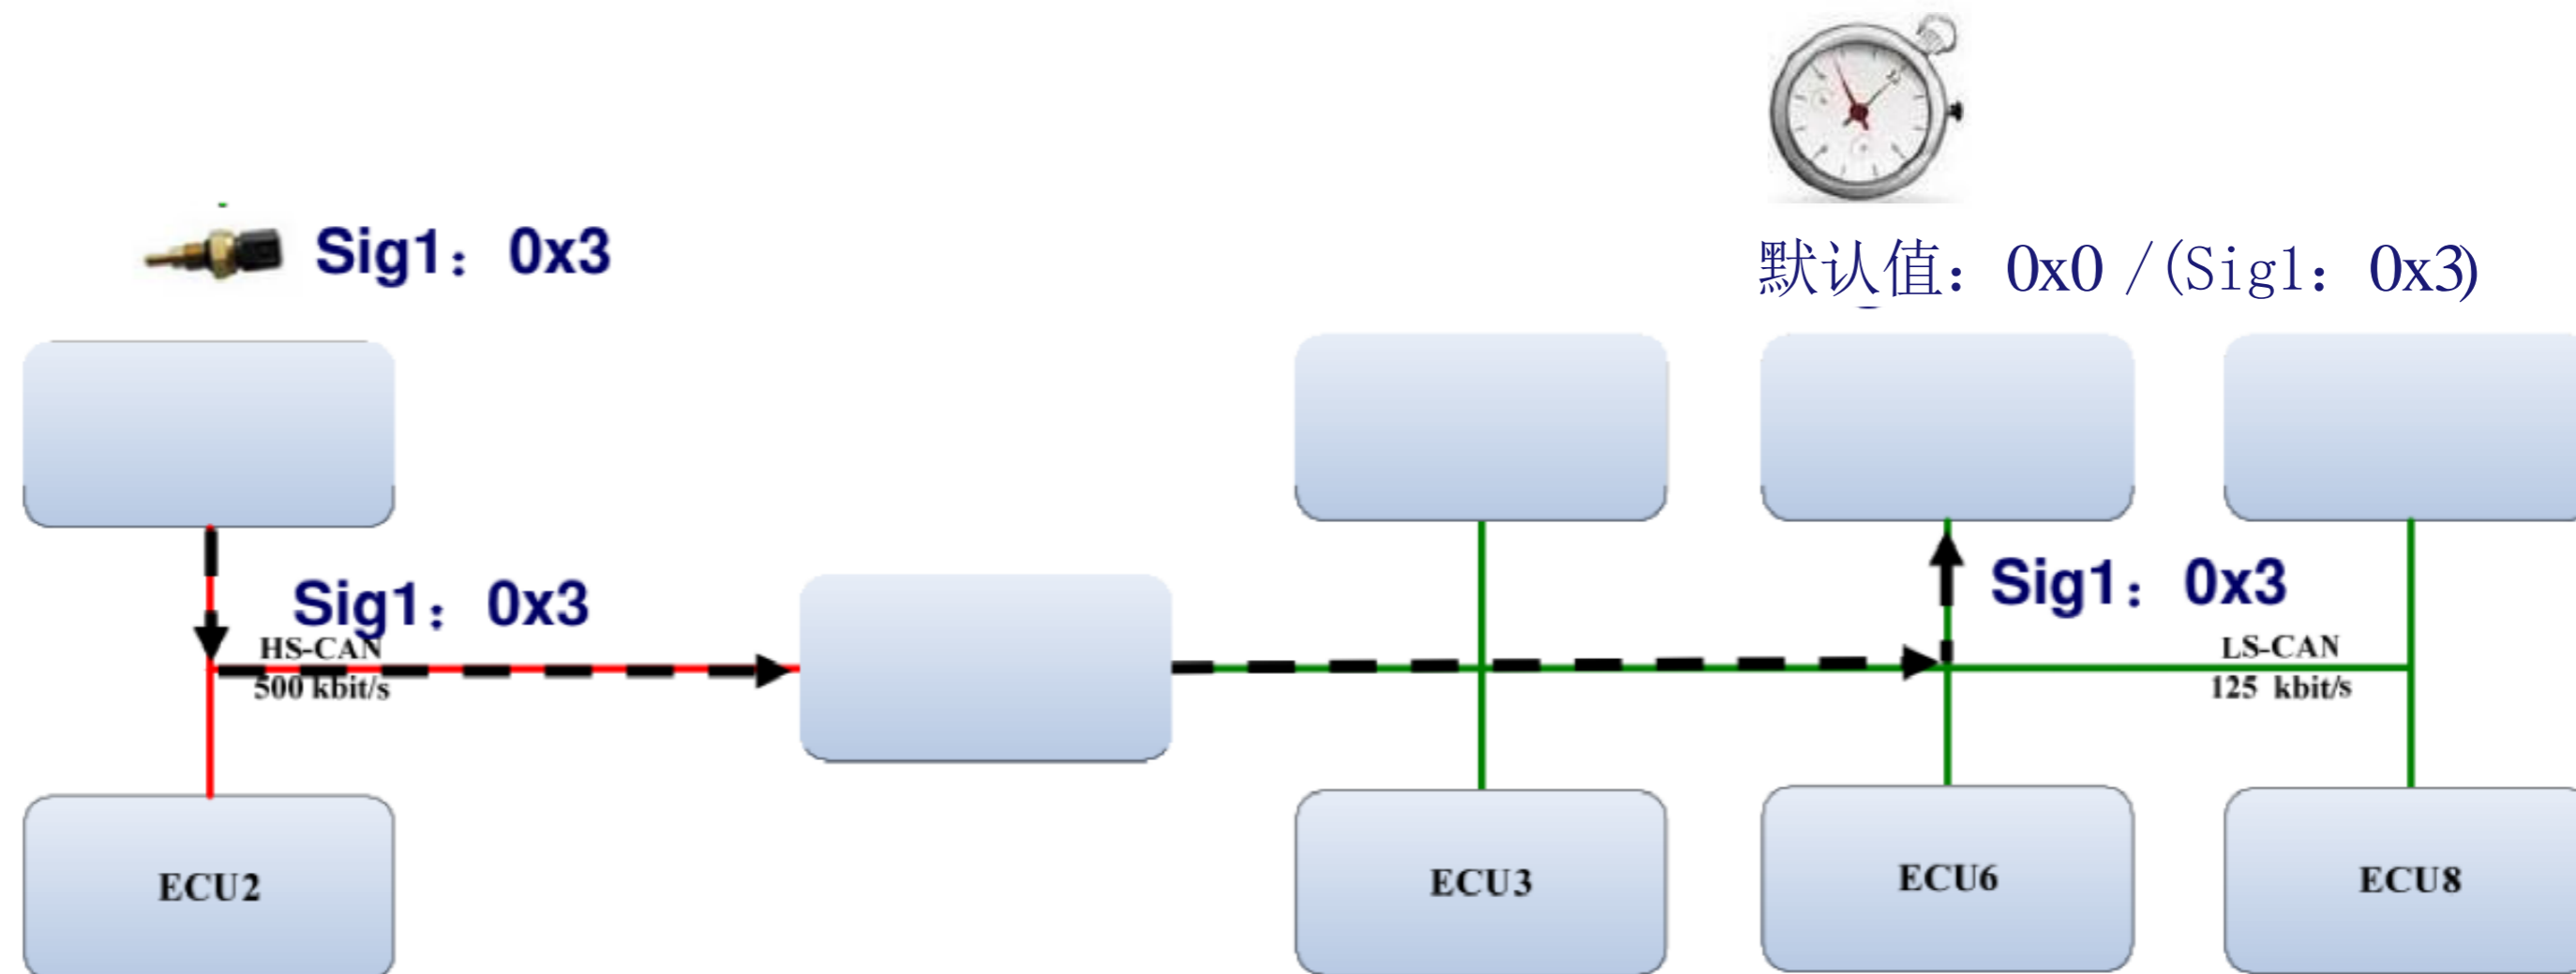 Sig1：0x3
默认值：0x0 /(Sig1：0x3)
Sig1：0x3
HS-CAN
500 kbit/s
Sig1：0x3
LS-CAN
125 kbit/s
ECU2
ECU3
ECU6
ECU8